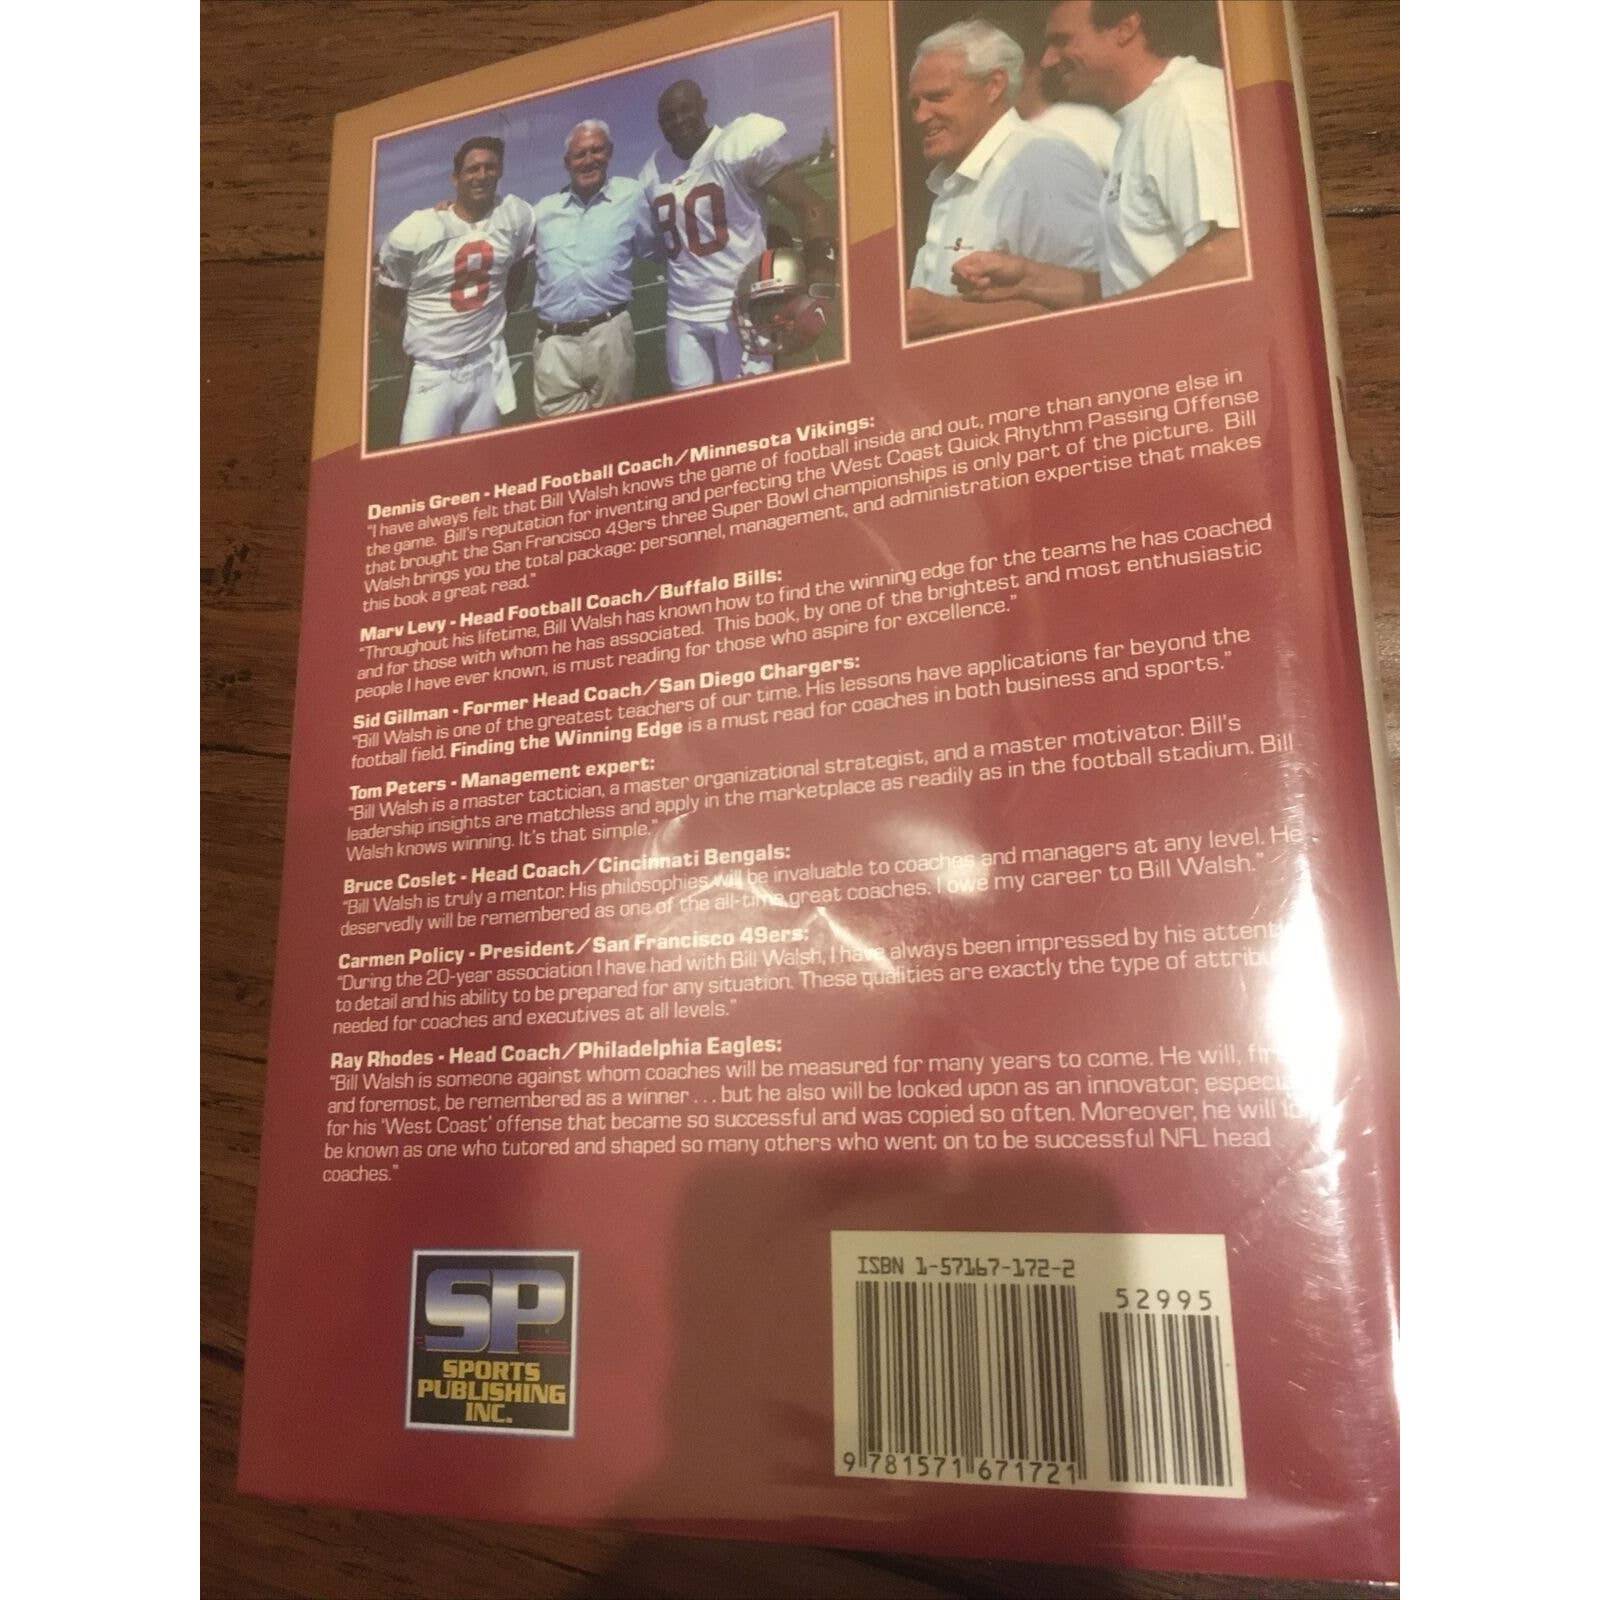 8
80
Dennis Green - Head Football Coach/Minnesota Vikings:
"I have always felt that Bill Walsh knows the game of football inside and out, more than anyone else in
the game. Bill's reputation for inventing and perfecting the West Coast Quick Rhythm Passing Offense
that brought the San Francisco 49ers three Super Bowl championships is only part of the picture. Bill
Walsh brings you the total package: personnel, management, and administration expertise that makes
this book a great read."
Marv Levy - Head Football Coach/Buffalo Bills:
"Throughout his lifetime, Bill Walsh has known how to find the winning edge for the teams he has coached
and for those with whom he has associated. This book, by one of the brightest and most enthusiastic
people I have ever known, is must reading for those who aspire for excellence."
Sid Gillman - Former Head Coach/San Diego Chargers:
"Bill Walsh is one of the greatest teachers of our time. His lessons have applications far beyond the
football field. Finding the Winning Edge is a must read for coaches in both business and sports."
Tom Peters - Management expert:
"Bill Walsh is a master tactician, a master organizational strategist, and a master motivator. Bill's
leadership insights are matchless and apply in the marketplace as readily as in the football stadium. Bill
Walsh knows winning. It's that simple."
Bruce Coslet - Head Coach/Cincinnati Bengals:
"Bill Walsh is truly a mentor. His philosophies will be invaluable to coaches and managers at any level. He
deservedly will be remembered as one of the all-time great coaches. I owe my career to Bill Walsh."
Carmen Policy - President/San Francisco 49ers:
"During the 20-year association I have had with Bill Walsh, I have always been impressed by his
to detail and his ability to be prepared for any situation. These qualities are exactly the type of
needed for coaches and executives at all levels."
Ray Rhodes - Head Coach/Philadelphia Eagles:
"Bill Walsh is someone against whom coaches will be measured for many years to come. He will,
and foremost, be remembered as a winner . . . but he also will be looked upon as an innovator,
for his 'West Coast' offense that became so successful and was copied so often. Moreover, he will
be known as one who tutored and shaped so many others who went on to be successful NFL head
coaches."
SP
SPORTS
PUBLISHING
INC.
ISBN 1-57167-172-2
52995
9 781571 671721